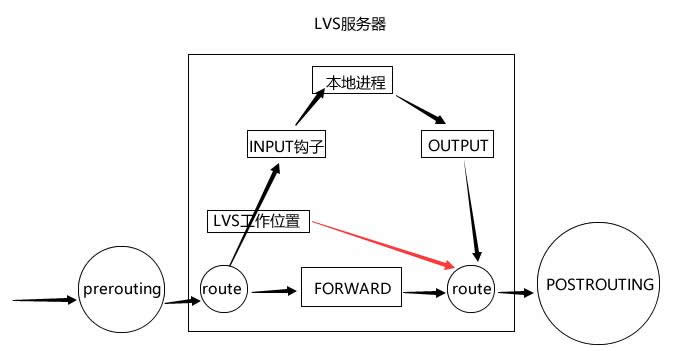 LVS服务器
本地进程
INPUT钩子
OUTPUT
LVS工作位置
prerouting
route
FORWARD
route
POSTROUTING